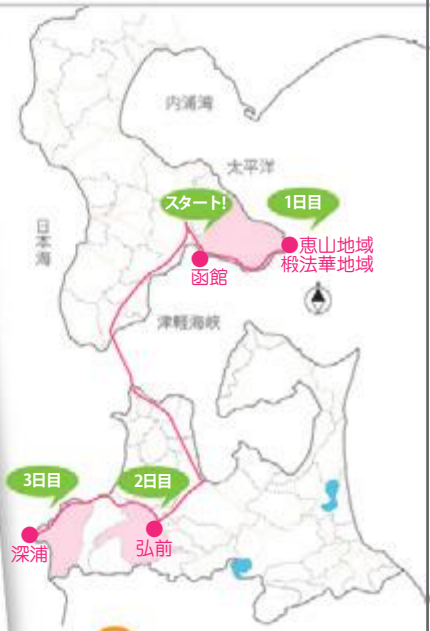 内浦湾
太平洋
スタート!
1日目
日本海
恵山地域
椴法華地域
函館
津軽海峡
3日目
2日目
深浦
弘前